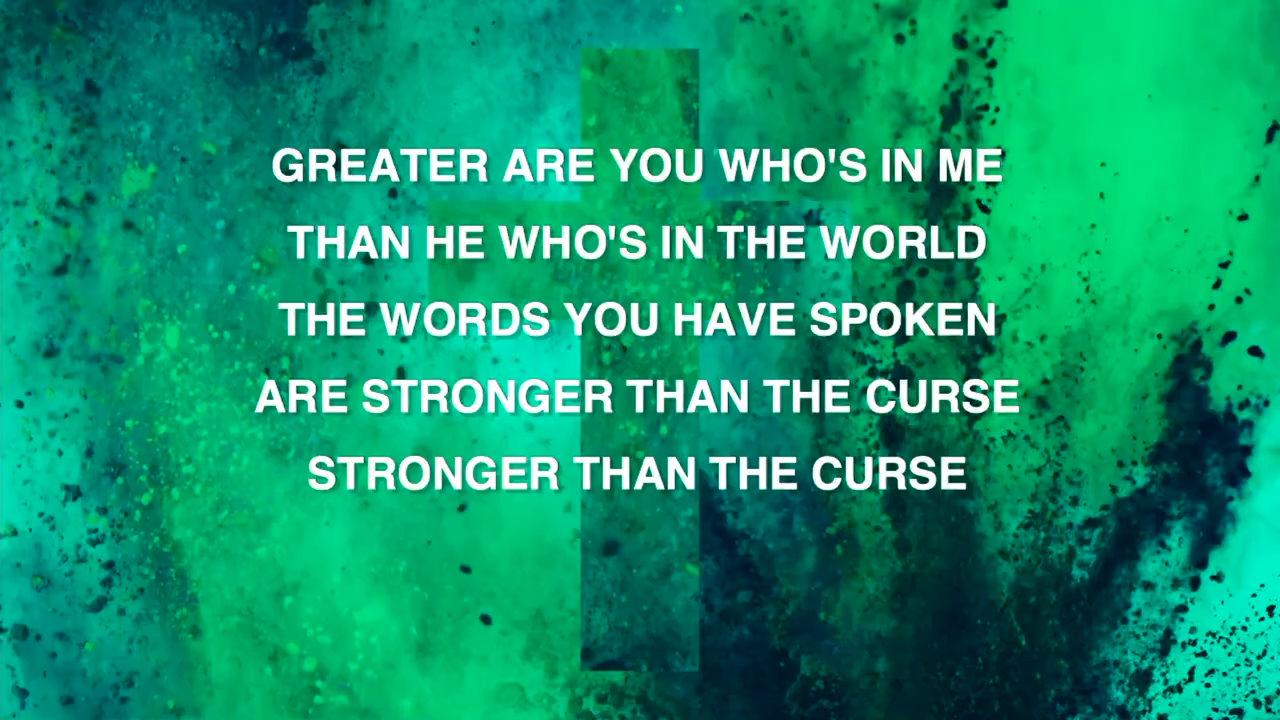 GREATER ARE YOU WHO'S IN ME
THAN HE WHO'S IN THE WORLD
THE WORDS YOU HAVE SPOKEN
ARE STRONGER THAN THE CURSE
STRONGER THAN THE CURSE